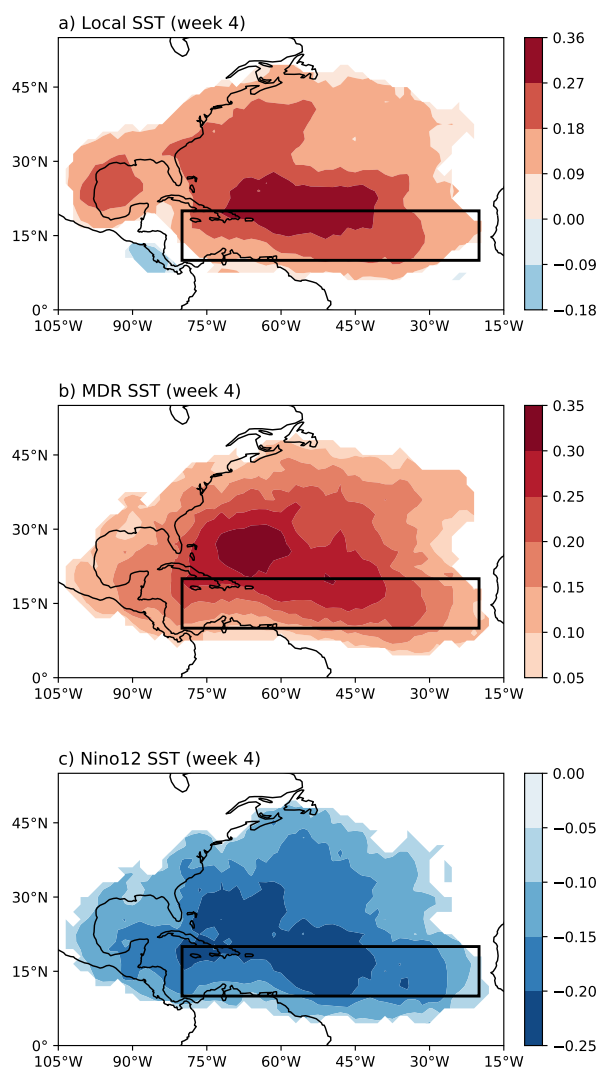 a) Local SST (week 4)
0.36
45°N
0.27
0.18
30°N
0.09
0.00
15°N
−0.09
0°
−0.18
105°W 90°W 75°W 60°W 45°W 30°W 15°W
b) MDR SST (week 4)
0.35
45°N
0.30
0.25
30°N
0.20
15°N
0.15
0.10
0°
0.05
105°W 90°W 75°W 60°W 45°W 30°W 15°W
c) Nino12 SST (week 4)
0.00
45°N
−0.05
30°N
−0.10
−0.15
15°N
−0.20
0°
−0.25
105°W 90°W 75°W 60°W 45°W 30°W 15°W